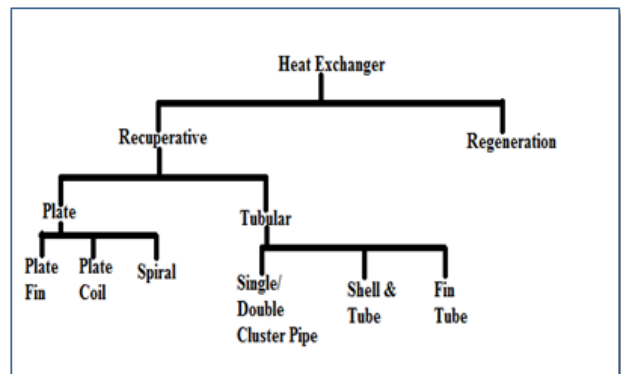 Heat Exchanger
Recuperative
Regeneration
Plate
Tubular
Plate
Fin
Plate
Coil
Spiral
Single/
Double
Cluster Pipe
Shell &
Tube
Fin
Tube